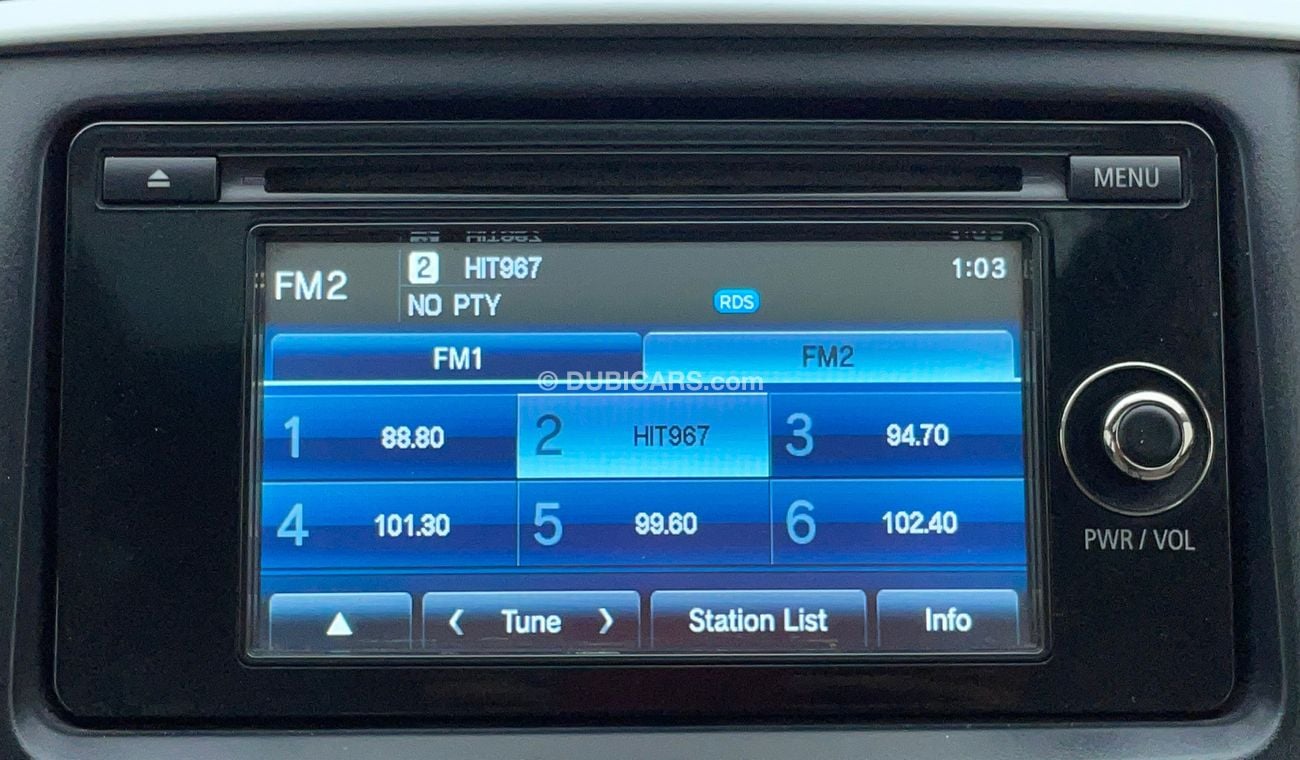 MENU
FM2
2 HIT967
1:03
NO PTY
RDS
FM1
FM2
© DUBICARS.com
1 88.80
2 HIT967
3 94.70
4 101.30
5 99.60
6 102.40
PWR / VOL
▲
< Tune >
Station List
Info